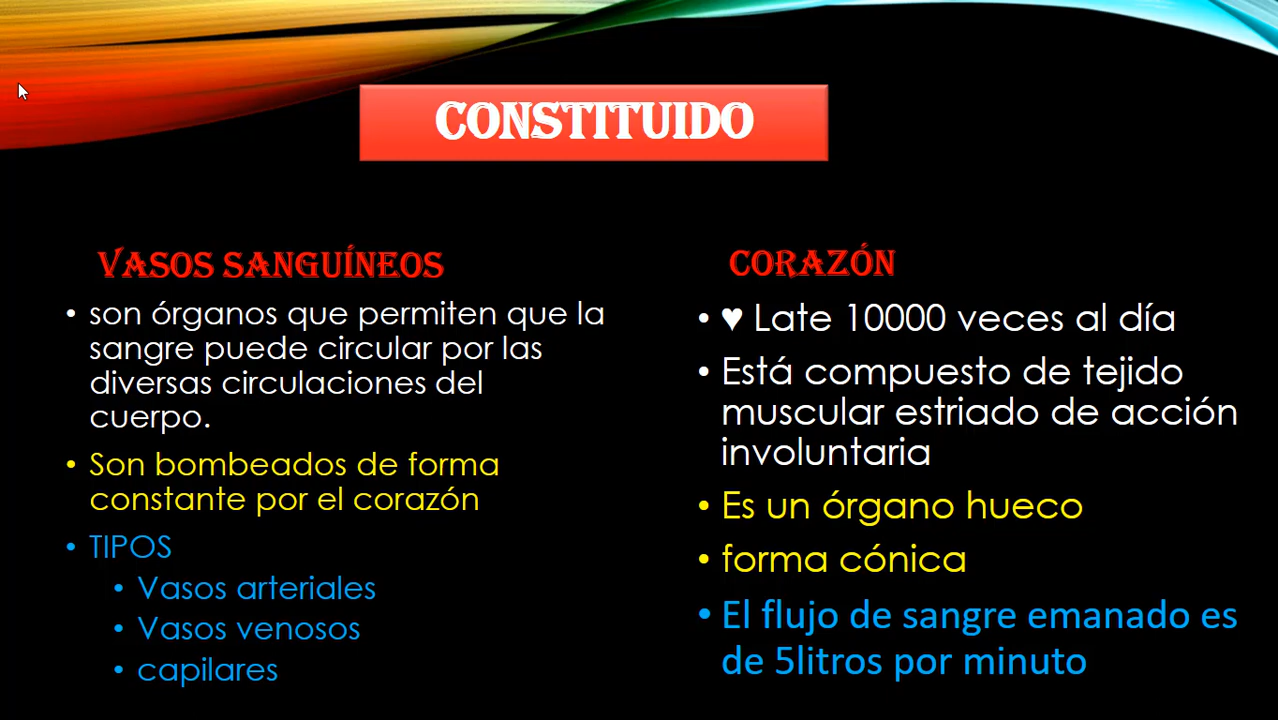 CONSTITUIDO
VASOS SANGUÍNEOS
• son órganos que permiten que la
sangre puede circular por las
diversas circulaciones del
cuerpo.
• Son bombeados de forma
constante por el corazón
• TIPOS
• Vasos arteriales
• Vasos venosos
• capilares
CORAZÓN
• ♥ Late 10000 veces al día
• Está compuesto de tejido
muscular estriado de acción
involuntaria
• Es un órgano hueco
• forma cónica
• El flujo de sangre emanado es
de 5litros por minuto